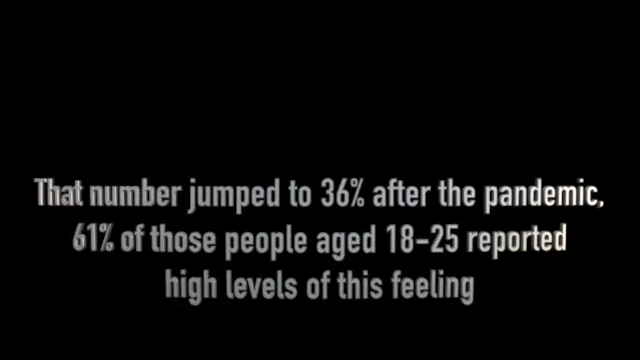 That number jumped to 36% after the pandemic,
61% of those people aged 18-25 reported
high levels of this feeling